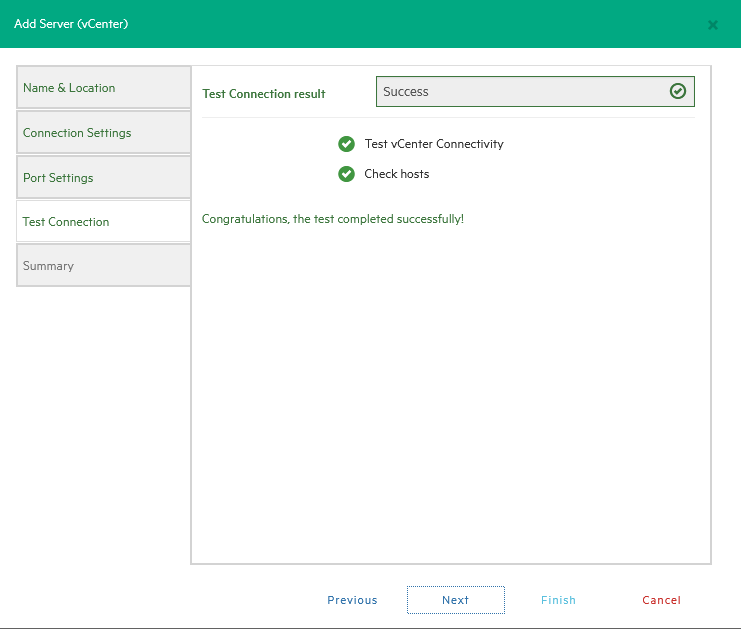 Add Server (vCenter)
Name & Location
Connection Settings
Port Settings
Test Connection
Summary
Test Connection result
Success
Test vCenter Connectivity
Check hosts
Congratulations, the test completed successfully!
Previous
Next
Finish
Cancel